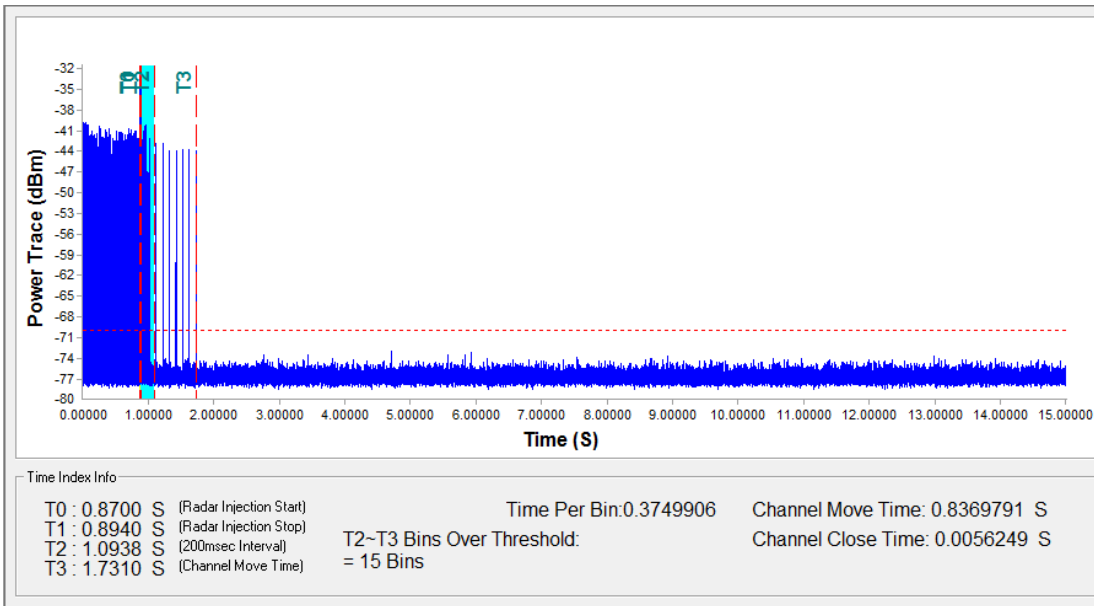 -32
-35
-38
-41
-44
-47
-50
-53
-56
-59
-62
-65
-68
-71
-74
-77
-80
Power Trace (dBm)
T2
T3
0.00000 1.00000 2.00000 3.00000 4.00000 5.00000 6.00000 7.00000 8.00000 9.00000 10.00000 11.00000 12.00000 13.00000 14.00000 15.00000
Time (S)
Time Index Info
T0 : 0.8700 S (Radar Injection Start)
T1 : 0.8940 S (Radar Injection Stop)
T2 : 1.0938 S (200msec Interval)
T3 : 1.7310 S (Channel Move Time)
Time Per Bin:0.3749906
T2~T3 Bins Over Threshold:
= 15 Bins
Channel Move Time: 0.8369791 S
Channel Close Time: 0.0056249 S